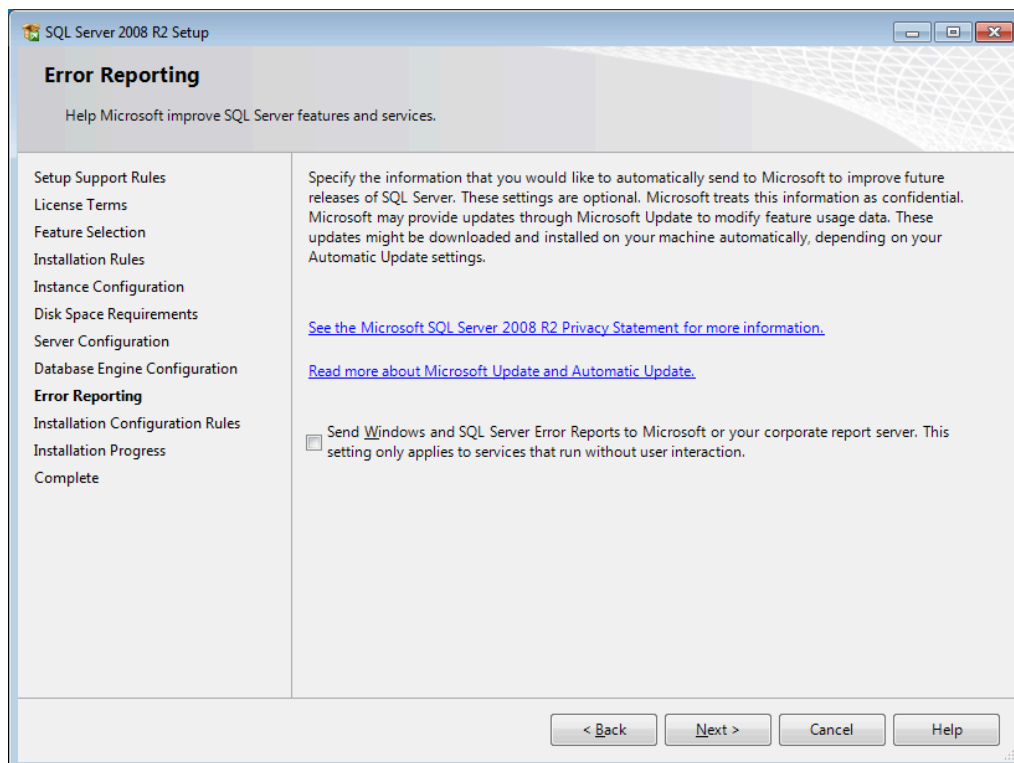 SQL Server 2008 R2 Setup
Error Reporting
Help Microsoft improve SQL Server features and services.
Setup Support Rules
License Terms
Feature Selection
Installation Rules
Instance Configuration
Disk Space Requirements
Server Configuration
Database Engine Configuration
Error Reporting
Installation Configuration Rules
Installation Progress
Complete
Specify the information that you would like to automatically send to Microsoft to improve future
releases of SQL Server. These settings are optional. Microsoft treats this information as confidential.
Microsoft may provide updates through Microsoft Update to modify feature usage data. These
updates might be downloaded and installed on your machine automatically, depending on your
Automatic Update settings.
See the Microsoft SQL Server 2008 R2 Privacy Statement for more information.
Read more about Microsoft Update and Automatic Update.
Send Windows and SQL Server Error Reports to Microsoft or your corporate report server. This
setting only applies to services that run without user interaction.
< Back
Next >
Cancel
Help